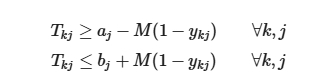 T_{kj} ≥ a_j − M(1 − y_{kj})  ∀k, j
T_{kj} ≤ b_j + M(1 − y_{kj})  ∀k, j